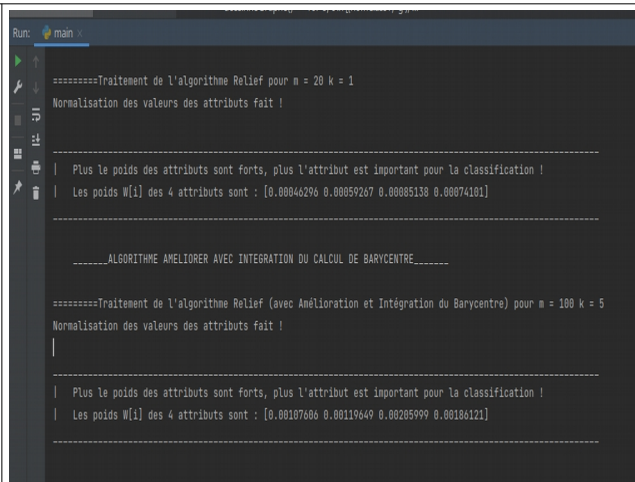 Run: main ×
=========Traitement de l'algorithme Relief pour m = 20 k = 1
Normalisation des valeurs des attributs fait !
| Plus le poids des attributs sont forts, plus l'attribut est important pour la classification !
| Les poids W[i] des 4 attributs sont : [0.00046296 0.00059267 0.00085138 0.00074101]
_______ALGORITHME AMELIORER AVEC INTEGRATION DU CALCUL DE BARYCENTRE_______
=========Traitement de l'algorithme Relief (avec Amélioration et Intégration du Barycentre) pour m = 100 k = 5
Normalisation des valeurs des attributs fait !
| Plus le poids des attributs sont forts, plus l'attribut est important pour la classification !
| Les poids W[i] des 4 attributs sont : [0.00107606 0.00119649 0.00205999 0.00186121]